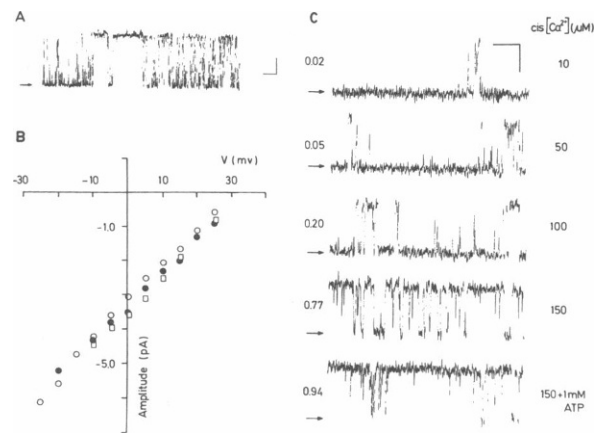 A
B
V (mv)
-30
-10
10
30
-1.0
-5.0
Amplitude (pA)
C
cis [Ca²⁺] (μM)
0.02
10
0.05
50
0.20
100
0.77
150
0.94
150+1mM
ATP